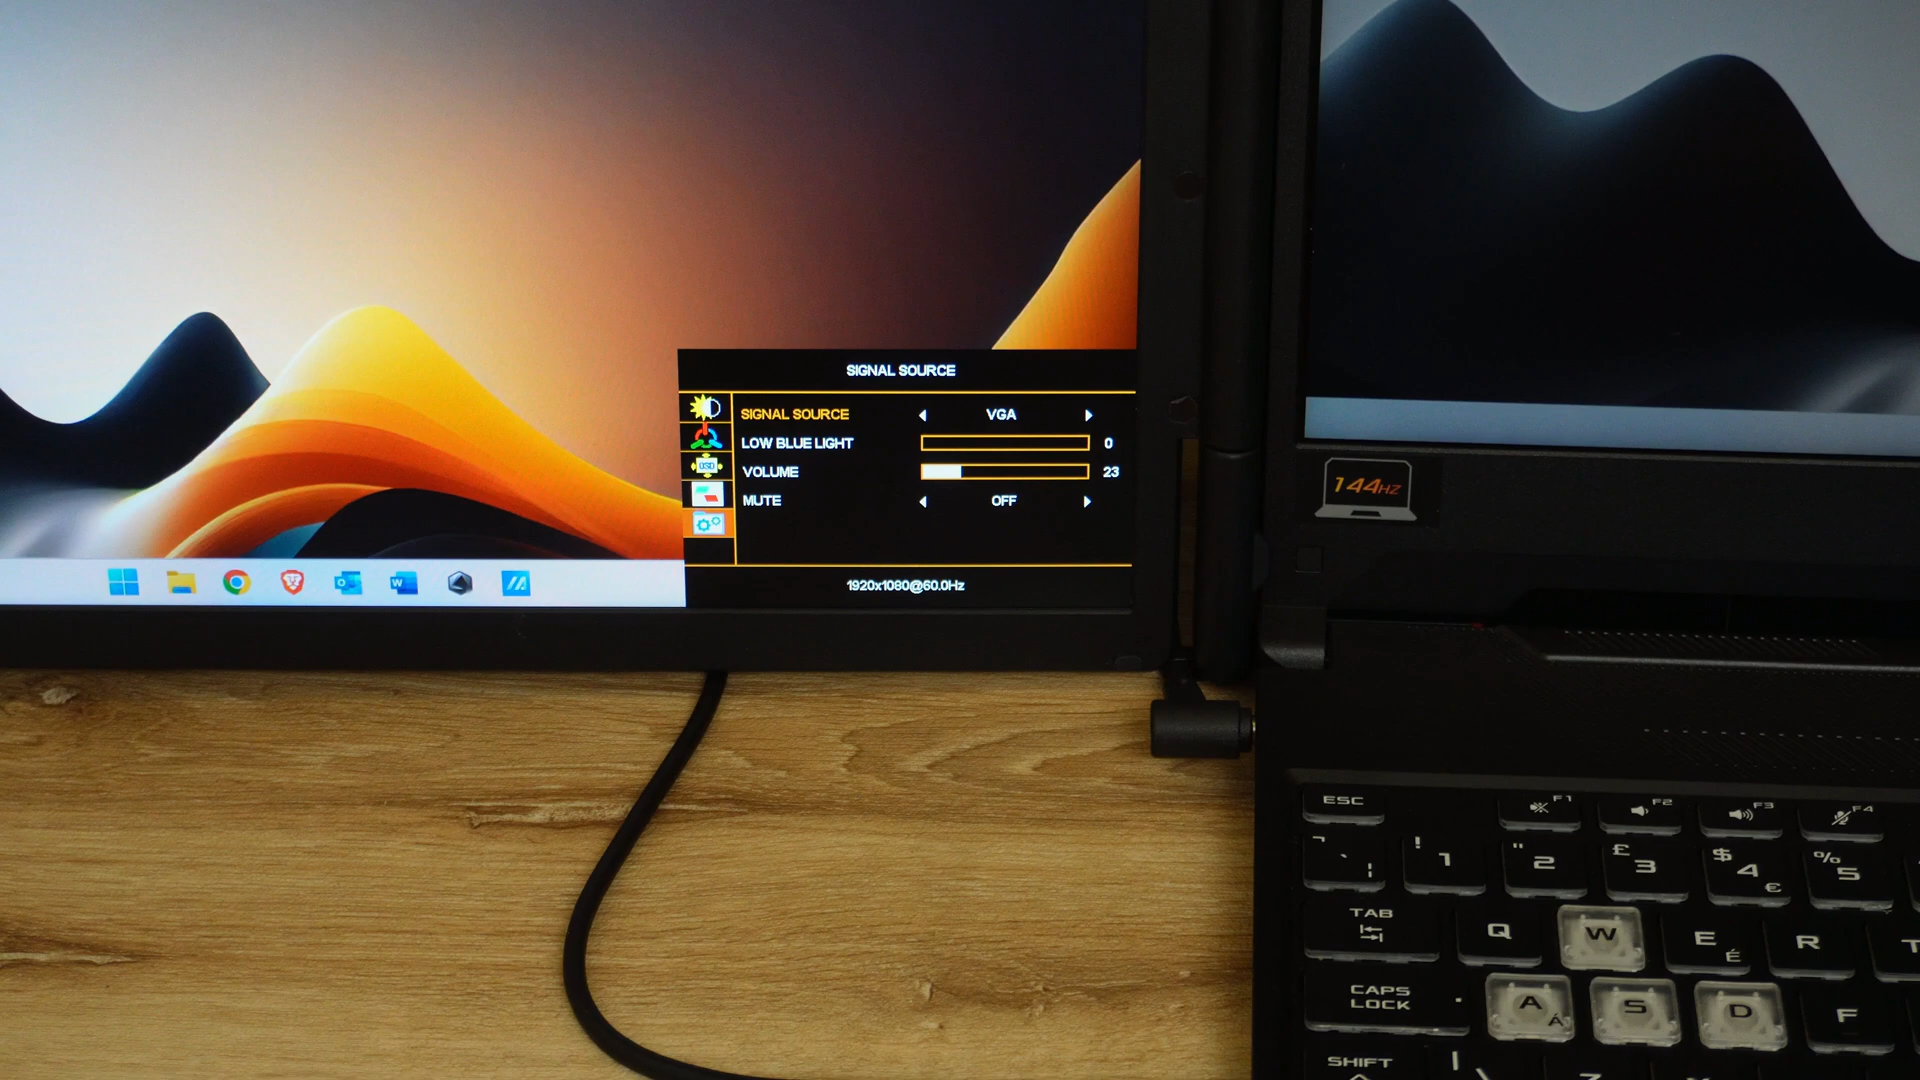 SIGNAL SOURCE
SIGNAL SOURCE VGA
LOW BLUE LIGHT 0
VOLUME 23
MUTE OFF
1920x1080@60.0Hz
144HZ
ESC F1 F2 F3 F4
! 1 " 2 £ 3 $ 4 € % 5
TAB Q W E É R T
CAPS LOCK A Á S D F
SHIFT